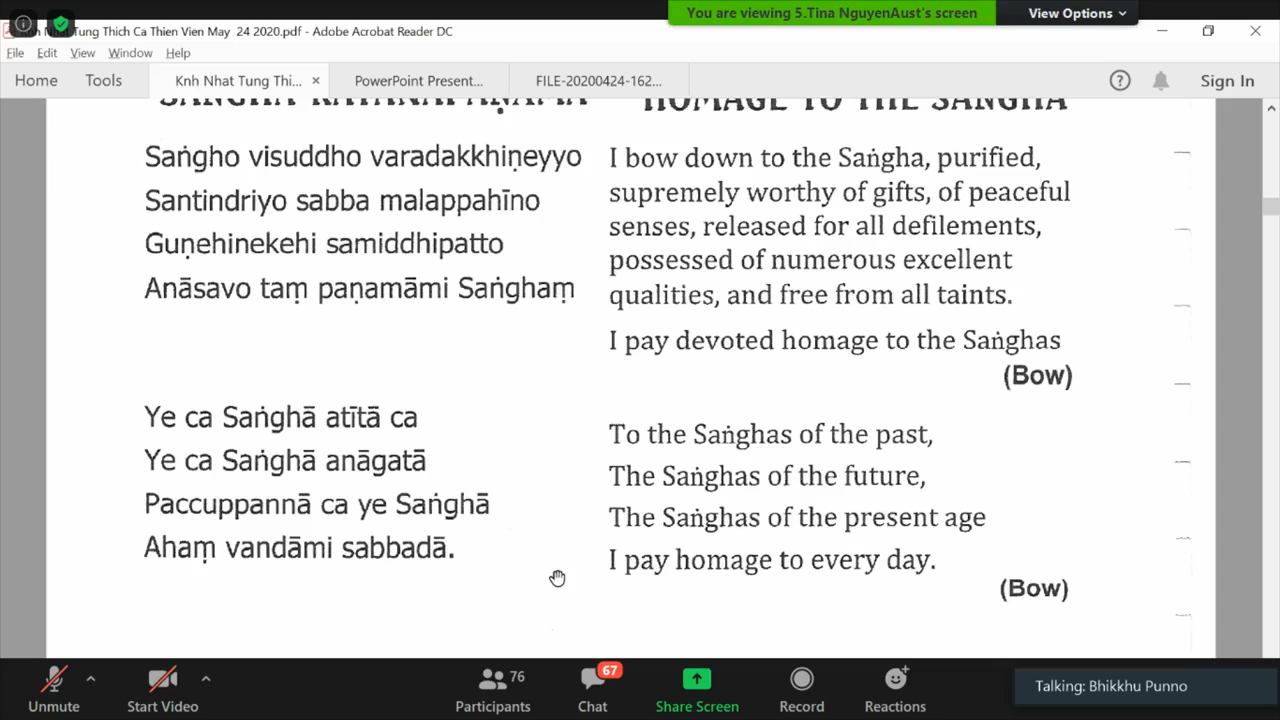 You are viewing 5.Tina NguyenAust's screen
View Options
Tung Thich Ca Thien Vien May 24 2020.pdf - Adobe Acrobat Reader DC
File Edit View Window Help
Home Tools Knh Nhat Tung Thi... × PowerPoint Present... FILE-20200424-162... Sign In
HOMAGE TO THE SANGHA
Saṅgho visuddho varadakkhiṇeyyo
Santindriyo sabba malappahīno
Guṇehinekehi samiddhipatto
Anāsavo taṃ paṇamāmi Saṅghaṃ
I bow down to the Saṅgha, purified,
supremely worthy of gifts, of peaceful
senses, released for all defilements,
possessed of numerous excellent
qualities, and free from all taints.
I pay devoted homage to the Saṅghas
(Bow)
Ye ca Saṅghā atītā ca
Ye ca Saṅghā anāgatā
Paccuppannā ca ye Saṅghā
Ahaṃ vandāmi sabbadā.
To the Saṅghas of the past,
The Saṅghas of the future,
The Saṅghas of the present age
I pay homage to every day.
(Bow)
Unmute
Start Video
Participants 76
Chat 67
Share Screen
Record
Reactions
Talking: Bhikkhu Punno